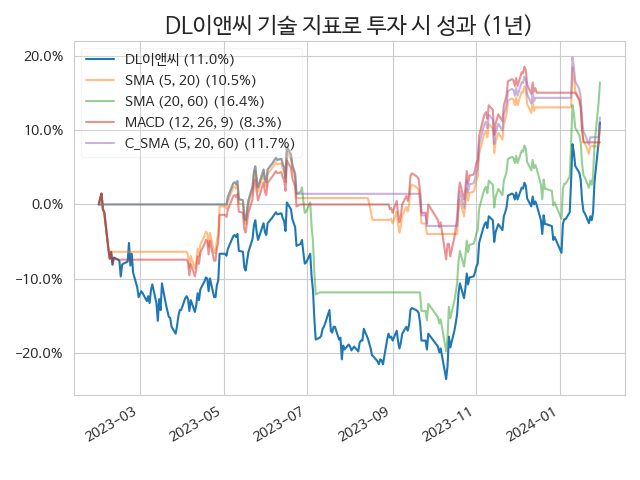 DL이앤씨 기술 지표로 투자 시 성과 (1년)
DL이앤씨 (11.0%)
SMA (5, 20) (10.5%)
SMA (20, 60) (16.4%)
MACD (12, 26, 9) (8.3%)
C_SMA (5, 20, 60) (11.7%)
20.0%
10.0%
0.0%
−10.0%
−20.0%
2023-03
2023-05
2023-07
2023-09
2023-11
2024-01